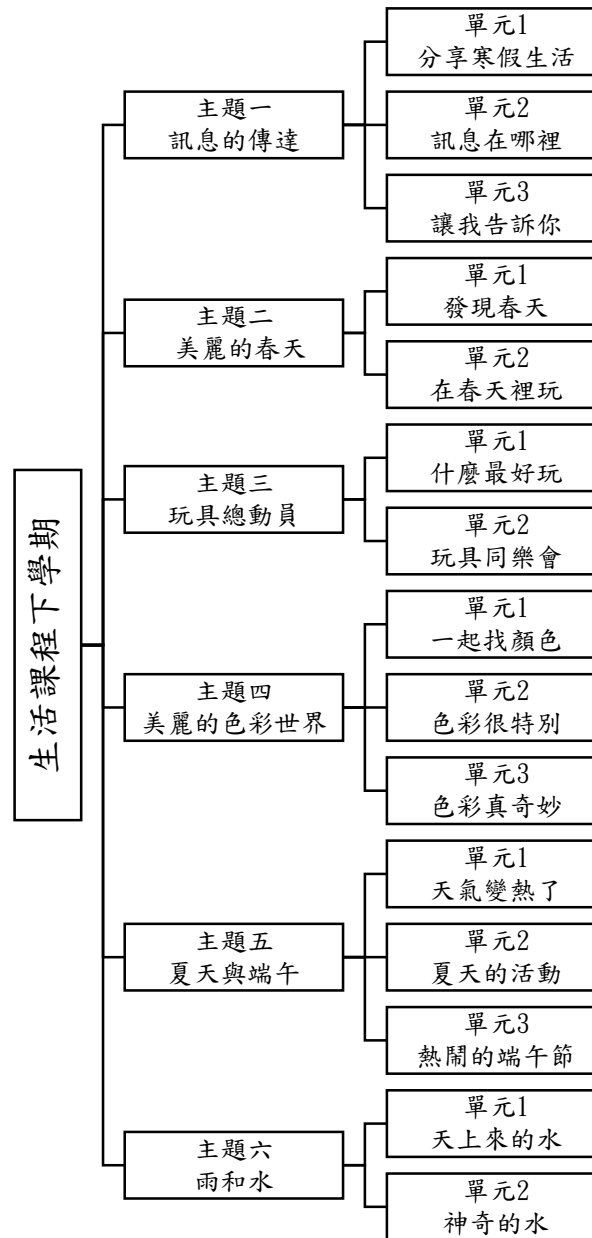 生活課程下學期
主題一
訊息的傳達
單元1
分享寒假生活
單元2
訊息在哪裡
單元3
讓我告訴你
主題二
美麗的春天
單元1
發現春天
單元2
在春天裡玩
主題三
玩具總動員
單元1
什麼最好玩
單元2
玩具同樂會
主題四
美麗的色彩世界
單元1
一起找顏色
單元2
色彩很特別
單元3
色彩真奇妙
主題五
夏天與端午
單元1
天氣變熱了
單元2
夏天的活動
單元3
熱鬧的端午節
主題六
雨和水
單元1
天上來的水
單元2
神奇的水